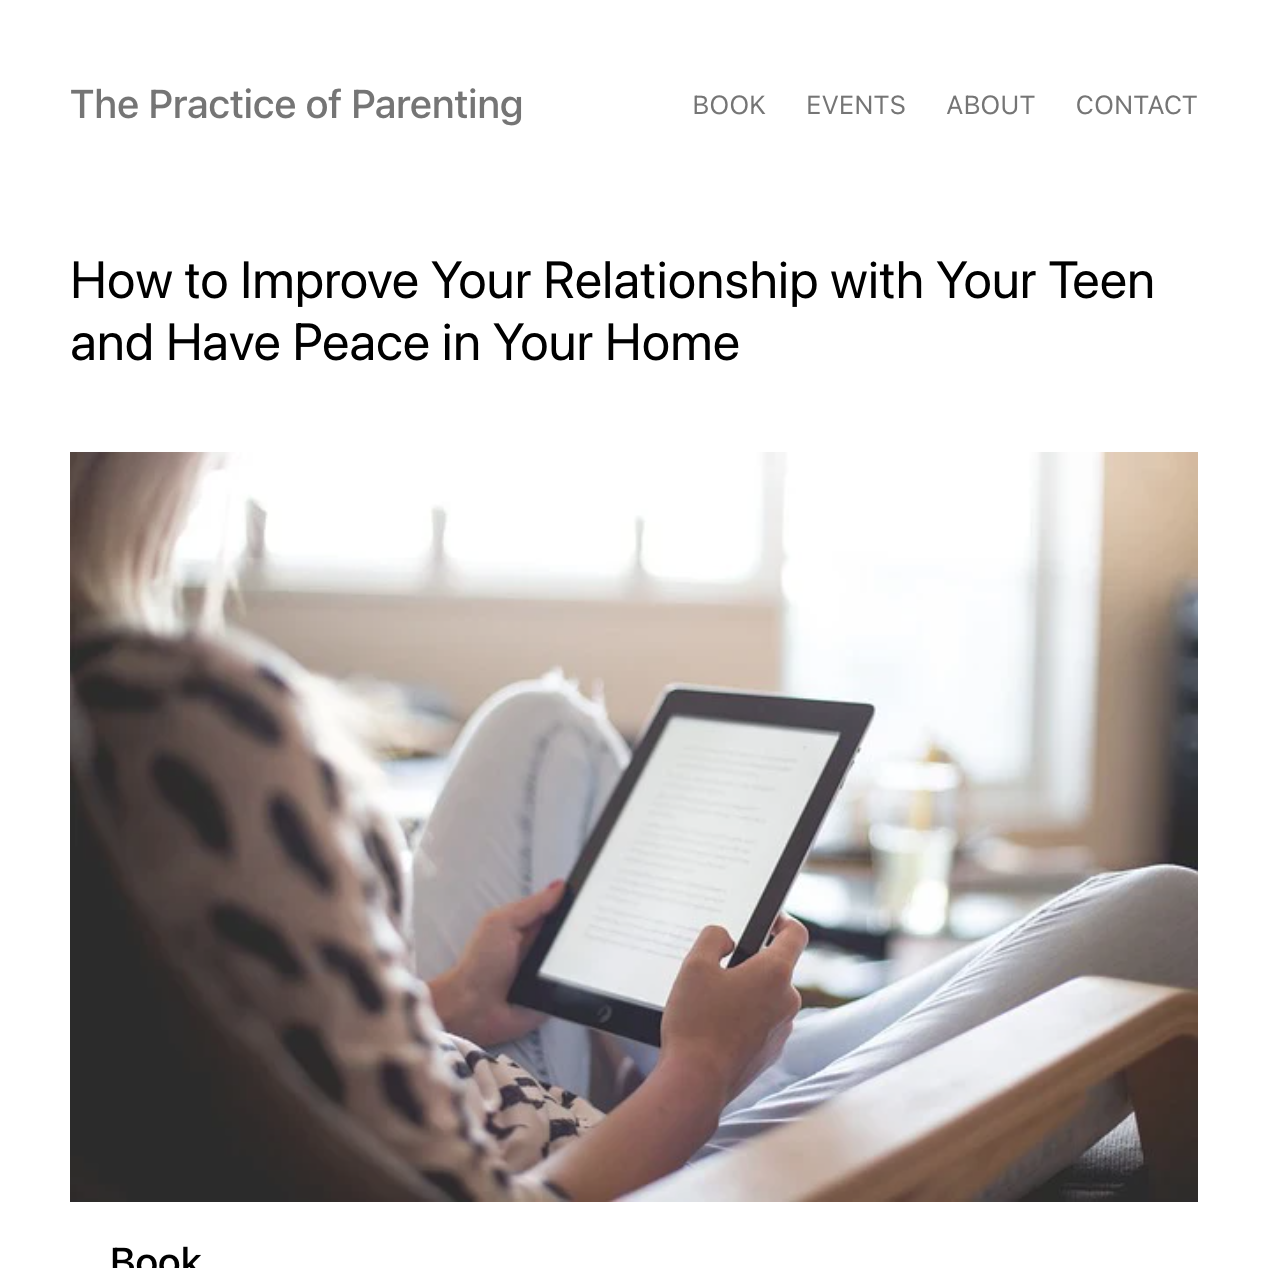 The Practice of Parenting
BOOK EVENTS ABOUT CONTACT
How to Improve Your Relationship with Your Teen
and Have Peace in Your Home
Book